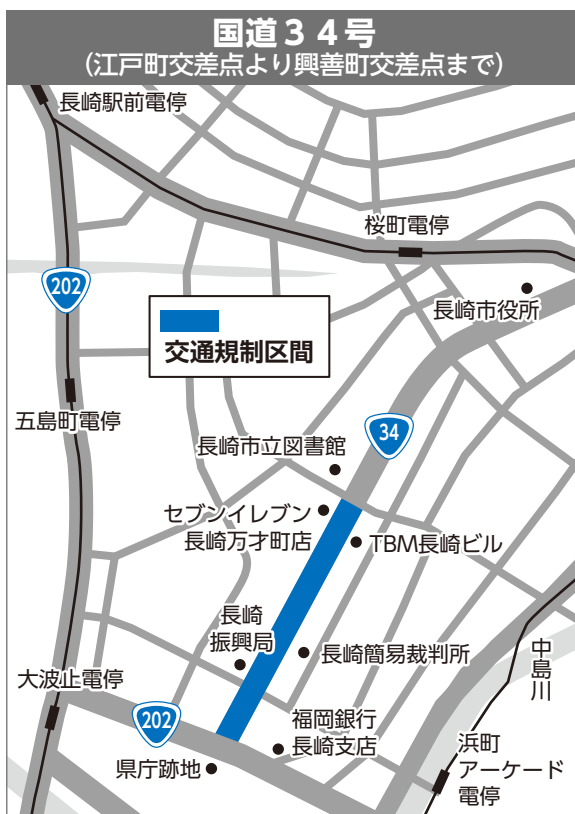 国道３４号
(江戸町交差点より興善町交差点まで)
長崎駅前電停
桜町電停
202
長崎市役所
交通規制区間
五島町電停
34
長崎市立図書館
セブンイレブン
長崎万才町店
TBM長崎ビル
長崎
振興局
長崎簡易裁判所
中島川
大波止電停
202
福岡銀行
長崎支店
県庁跡地
浜町
アーケード
電停